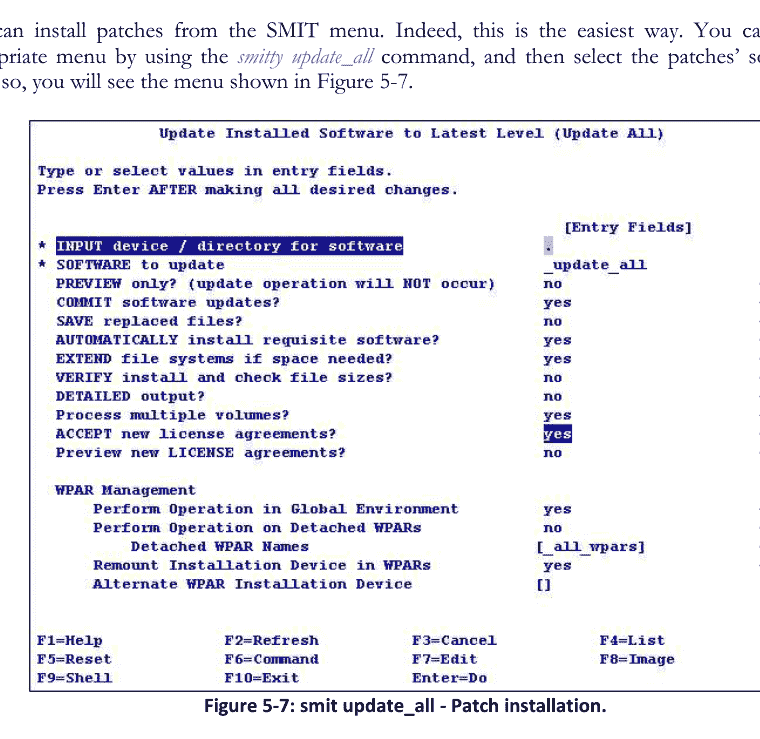 can install patches from the SMIT menu. Indeed, this is the easiest way. You ca
priate menu by using the smitty update_all command, and then select the patches' so
so, you will see the menu shown in Figure 5-7.
Update Installed Software to Latest Level (Update All)
Type or select values in entry fields.
Press Enter AFTER making all desired changes.
[Entry Fields]
* INPUT device / directory for software .
* SOFTWARE to update _update_all
PREVIEW only? (update operation will NOT occur) no
COMMIT software updates? yes
SAVE replaced files? no
AUTOMATICALLY install requisite software? yes
EXTEND file systems if space needed? yes
VERIFY install and check file sizes? no
DETAILED output? no
Process multiple volumes? yes
ACCEPT new license agreements? yes
Preview new LICENSE agreements? no
WPAR Management
Perform Operation in Global Environment yes
Perform Operation on Detached WPARs no
Detached WPAR Names [_all_wpars]
Remount Installation Device in WPARs yes
Alternate WPAR Installation Device []
F1=Help F2=Refresh F3=Cancel F4=List
F5=Reset F6=Command F7=Edit F8=Image
F9=Shell F10=Exit Enter=Do
Figure 5-7: smit update_all - Patch installation.